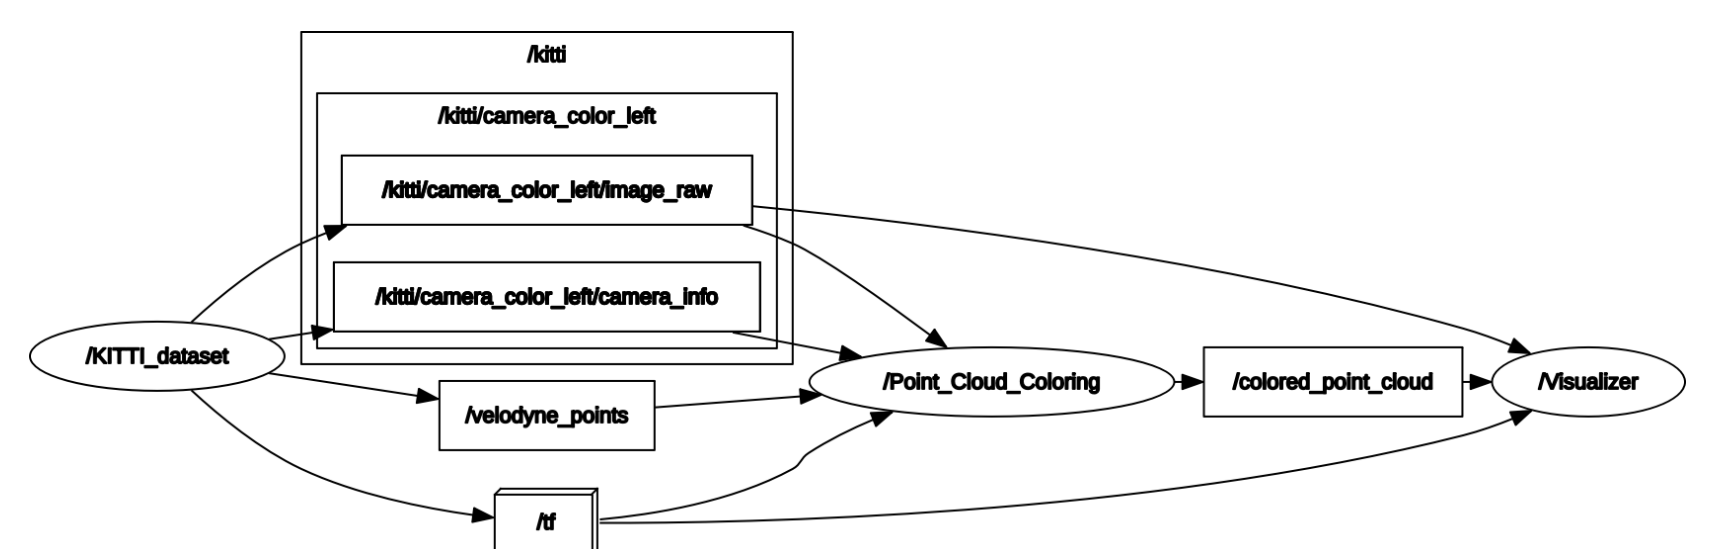 /kitti
/kitti/camera_color_left
/kitti/camera_color_left/image_raw
/kitti/camera_color_left/camera_info
/KITTI_dataset
/velodyne_points
/tf
/Point_Cloud_Coloring
/colored_point_cloud
/Visualizer